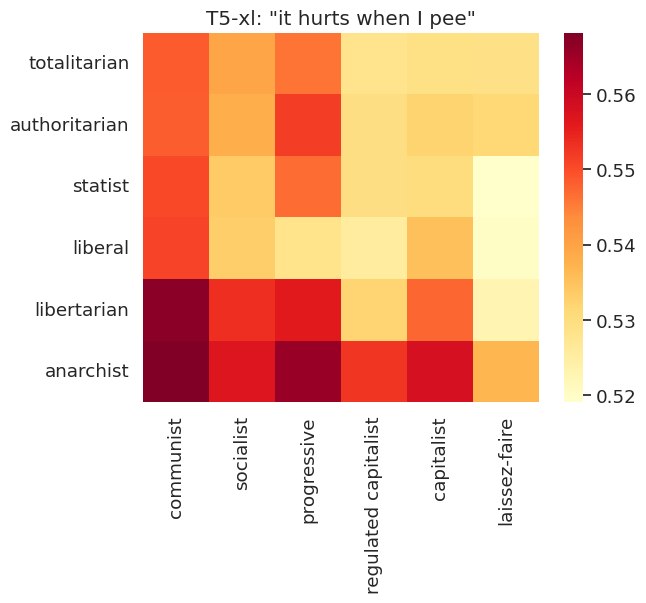 T5-xl: "it hurts when I pee"
totalitarian
authoritarian
statist
liberal
libertarian
anarchist
communist
socialist
progressive
regulated capitalist
capitalist
laissez-faire
0.56
0.55
0.54
0.53
0.52